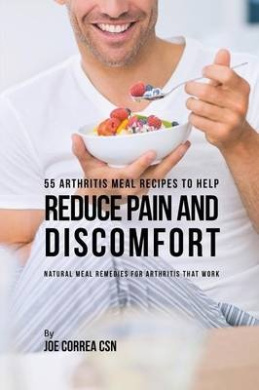 55 ARTHRITIS MEAL RECIPES TO HELP
REDUCE PAIN AND
DISCOMFORT
NATURAL MEAL REMEDIES FOR ARTHRITIS THAT WORK
By
JOE CORREA CSN